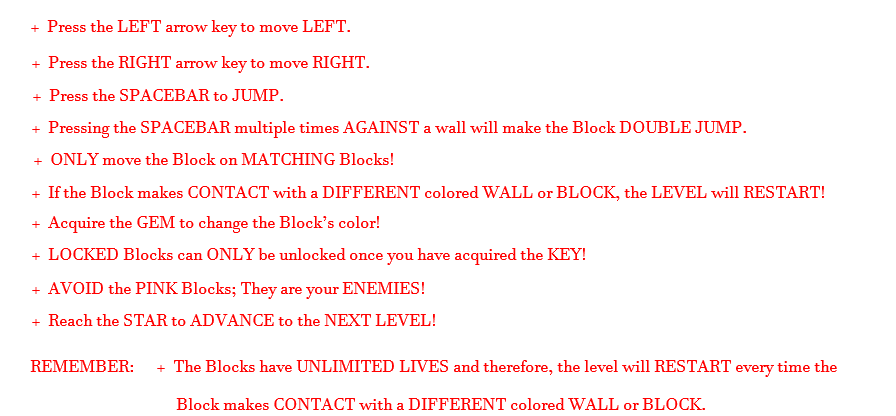 + Press the LEFT arrow key to move LEFT.
+ Press the RIGHT arrow key to move RIGHT.
+ Press the SPACEBAR to JUMP.
+ Pressing the SPACEBAR multiple times AGAINST a wall will make the Block DOUBLE JUMP.
+ ONLY move the Block on MATCHING Blocks!
+ If the Block makes CONTACT with a DIFFERENT colored WALL or BLOCK, the LEVEL will RESTART!
+ Acquire the GEM to change the Block’s color!
+ LOCKED Blocks can ONLY be unlocked once you have acquired the KEY!
+ AVOID the PINK Blocks; They are your ENEMIES!
+ Reach the STAR to ADVANCE to the NEXT LEVEL!
REMEMBER: + The Blocks have UNLIMITED LIVES and therefore, the level will RESTART every time the
Block makes CONTACT with a DIFFERENT colored WALL or BLOCK.